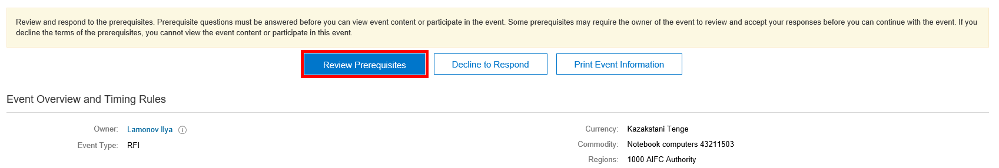 Review and respond to the prerequisites. Prerequisite questions must be answered before you can view event content or participate in the event. Some prerequisites may require the owner of the event to review and accept your responses before you can continue with the event. If you
decline the terms of the prerequisites, you cannot view the event content or participate in this event.
Review Prerequisites
Decline to Respond
Print Event Information
Event Overview and Timing Rules
Owner: Lamonov Ilya
Event Type: RFI
Currency: Kazakstani Tenge
Commodity: Notebook computers 43211503
Regions: 1000 AIFC Authority